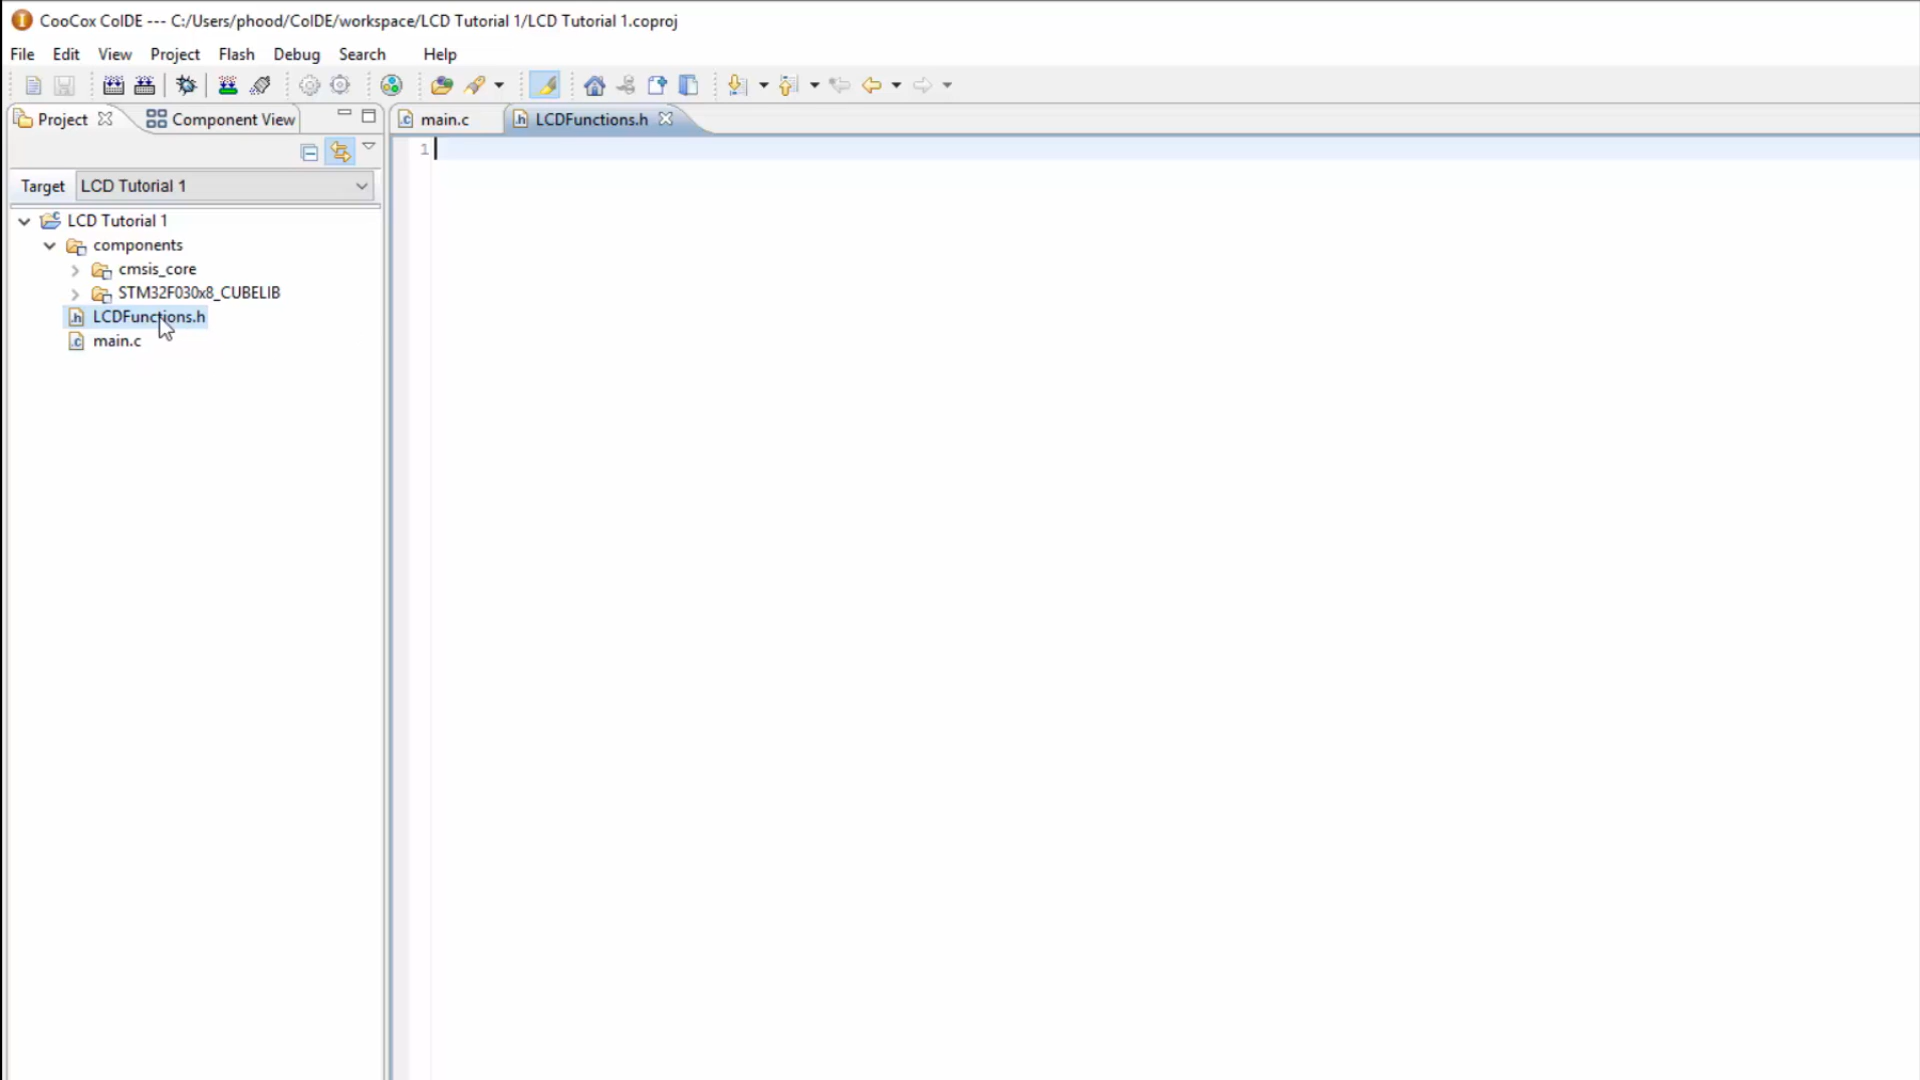 CooCox CoIDE --- C:/Users/phood/CoIDE/workspace/LCD Tutorial 1/LCD Tutorial 1.coproj
File Edit View Project Flash Debug Search Help
Project Component View main.c LCDFunctions.h
1
Target LCD Tutorial 1
LCD Tutorial 1
components
cmsis_core
STM32F030x8_CUBELIB
LCDFunctions.h
main.c